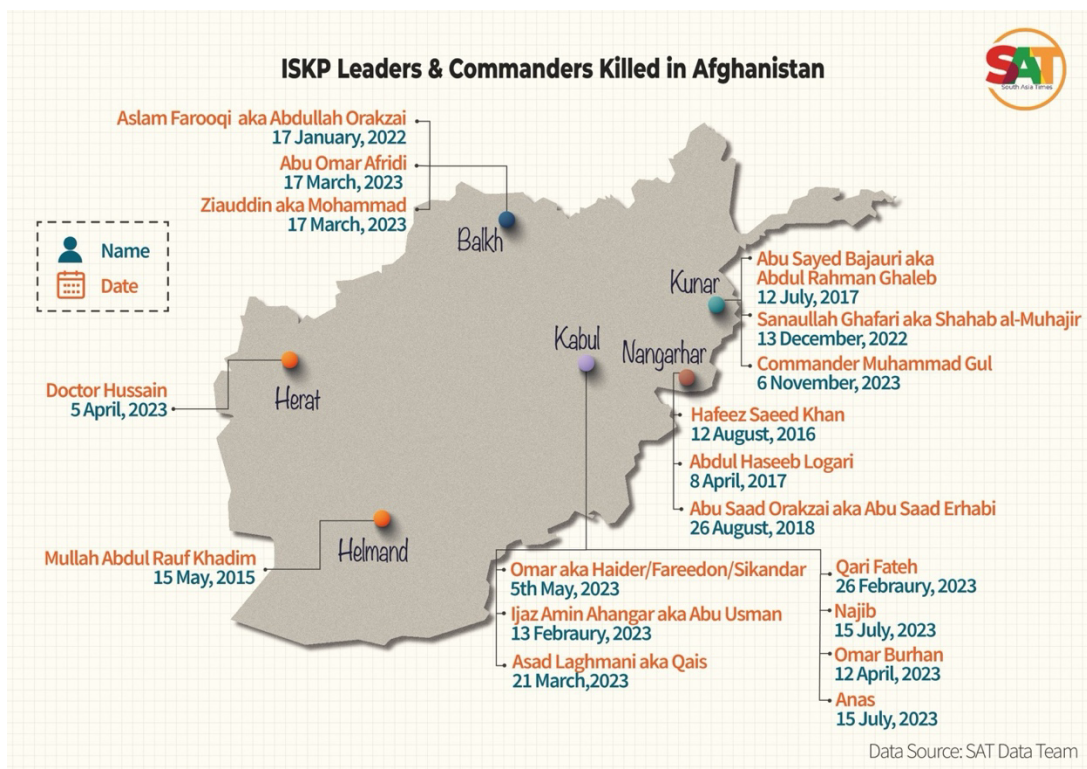 ISKP Leaders & Commanders Killed in Afghanistan
SAT
South Asia Times
Aslam Farooqi aka Abdullah Orakzai
17 January, 2022
Abu Omar Afridi
17 March, 2023
Ziauddin aka Mohammad
17 March, 2023
Balkh
Name
Date
Kunar
Abu Sayed Bajauri aka
Abdul Rahman Ghaleb
12 July, 2017
Sanaullah Ghafari aka Shahab al-Muhajir
13 December, 2022
Commander Muhammad Gul
6 November, 2023
Kabul
Nangarhar
Hafeez Saeed Khan
12 August, 2016
Abdul Haseeb Logari
8 April, 2017
Abu Saad Orakzai aka Abu Saad Erhabi
26 August, 2018
Doctor Hussain
5 April, 2023
Herat
Mullah Abdul Rauf Khadim
15 May, 2015
Helmand
Omar aka Haider/Fareedon/Sikandar
5th May, 2023
Ijaz Amin Ahangar aka Abu Usman
13 Febraury, 2023
Asad Laghmani aka Qais
21 March,2023
Qari Fateh
26 Febraury, 2023
Najib
15 July, 2023
Omar Burhan
12 April, 2023
Anas
15 July, 2023
Data Source: SAT Data Team